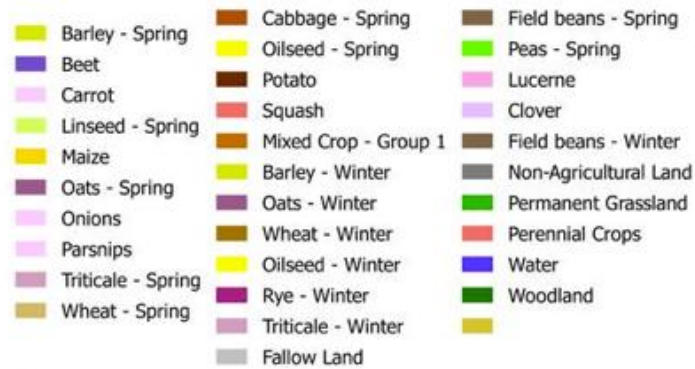 Barley - Spring
Beet
Carrot
Linseed - Spring
Maize
Oats - Spring
Onions
Parsnips
Triticale - Spring
Wheat - Spring
Cabbage - Spring
Oilseed - Spring
Potato
Squash
Mixed Crop - Group 1
Barley - Winter
Oats - Winter
Wheat - Winter
Oilseed - Winter
Rye - Winter
Triticale - Winter
Fallow Land
Field beans - Spring
Peas - Spring
Lucerne
Clover
Field beans - Winter
Non-Agricultural Land
Permanent Grassland
Perennial Crops
Water
Woodland